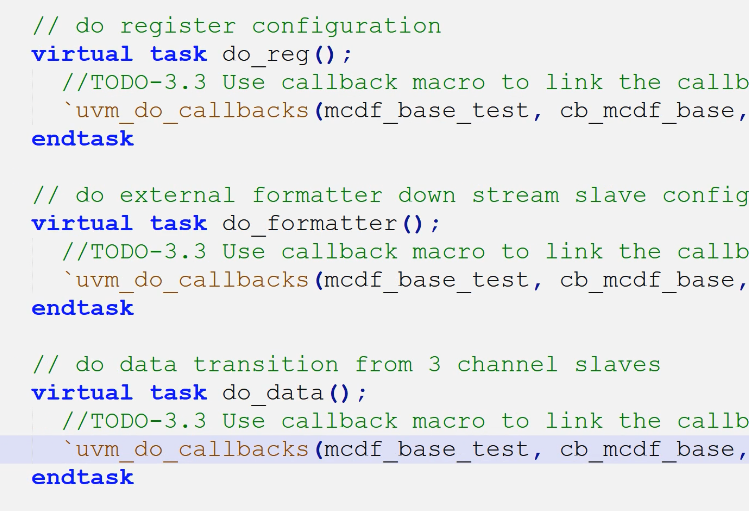 // do register configuration
virtual task do_reg();
//TODO-3.3 Use callback macro to link the callb
`uvm_do_callbacks(mcdf_base_test, cb_mcdf_base,
endtask
// do external formatter down stream slave config
virtual task do_formatter();
//TODO-3.3 Use callback macro to link the callb
`uvm_do_callbacks(mcdf_base_test, cb_mcdf_base,
endtask
// do data transition from 3 channel slaves
virtual task do_data();
//TODO-3.3 Use callback macro to link the callb
`uvm_do_callbacks(mcdf_base_test, cb_mcdf_base,
endtask